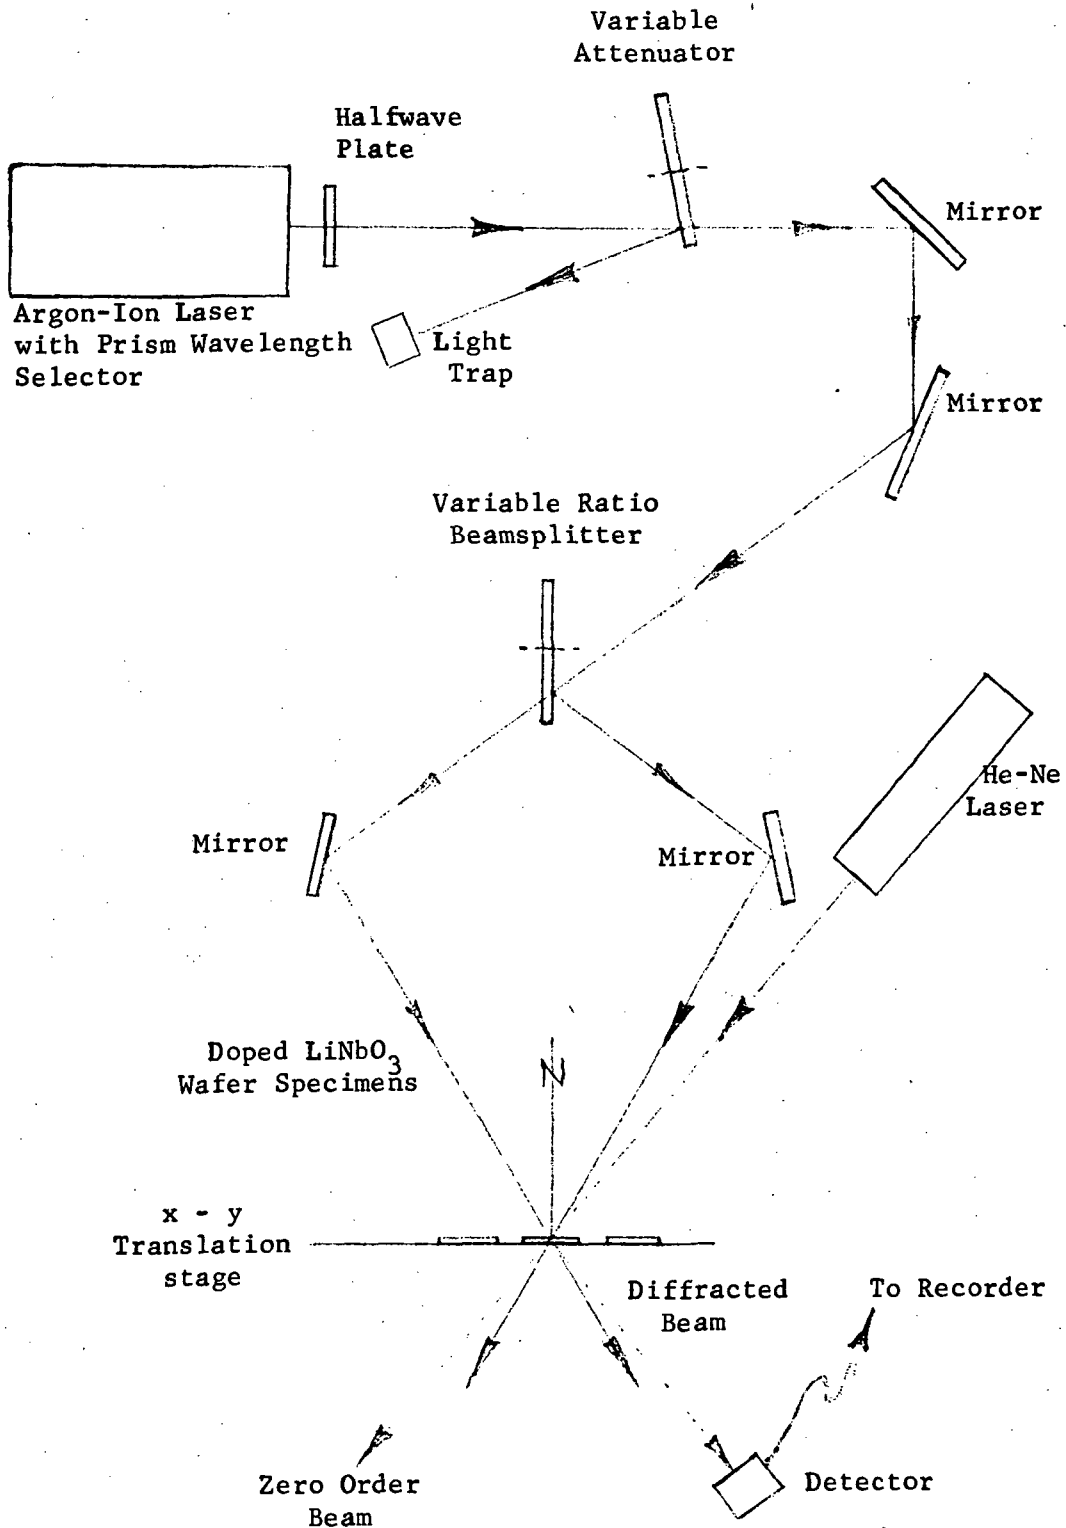 Variable
Attenuator
Halfwave
Plate
Mirror
Argon-Ion Laser
with Prism Wavelength
Selector
Light
Trap
Mirror
Variable Ratio
Beamsplitter
He-Ne
Laser
Mirror
Mirror
Doped LiNbO3
Wafer Specimens
N
x - y
Translation
stage
Diffracted
Beam
To Recorder
Zero Order
Beam
Detector